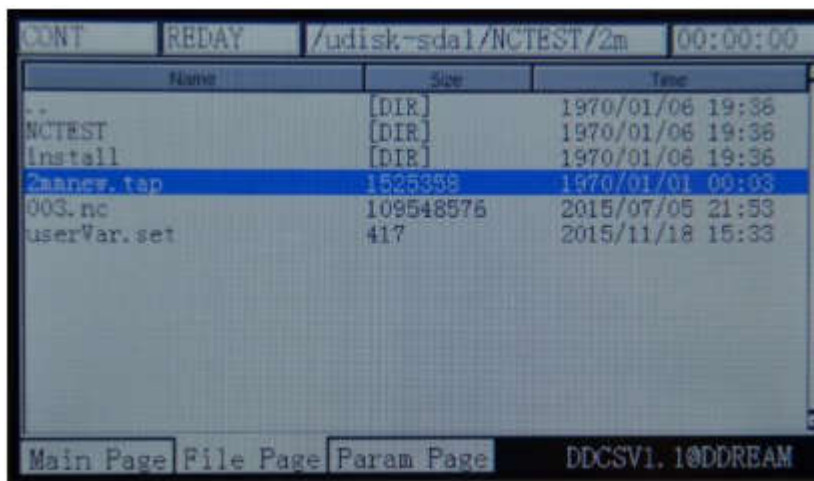 CONT REDAY /udisk-sda1/NCTEST/2m 00:00:00
Name Size Time
.. [DIR] 1970/01/06 19:36
NCTEST [DIR] 1970/01/06 19:36
install [DIR] 1970/01/06 19:36
2manew.tap 1525358 1970/01/01 00:03
003.nc 109548576 2015/07/05 21:53
userVar.set 417 2015/11/18 15:33
Main Page File Page Param Page DDCSV1.1@DDREAM